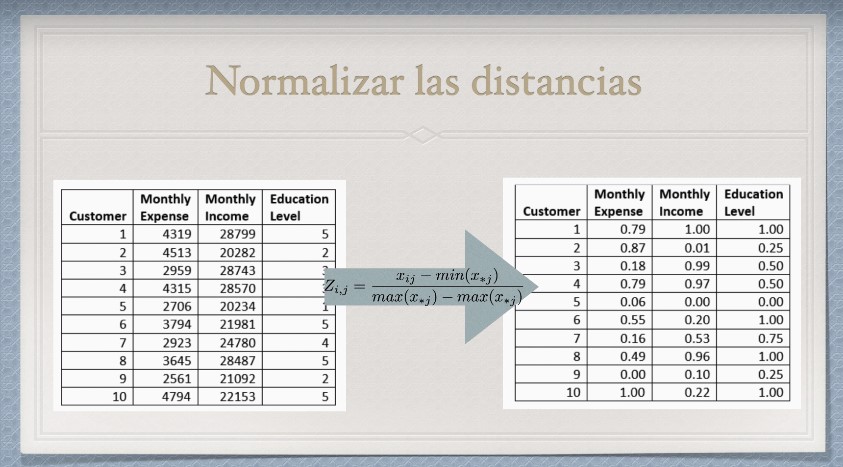 Normalizar las distancias
Customer Monthly Expense Monthly Income Education Level
1 4319 28799 5
2 4513 20282 2
3 2959 28743
4 4315 28570
5 2706 20234 1
6 3794 21981 5
7 2923 24780 4
8 3645 28487 5
9 2561 21092 2
10 4794 22153 5
Z_{i,j} = \frac{x_{ij} - min(x_{*j})}{max(x_{*j}) - max(x_{*j})}
Customer Monthly Expense Monthly Income Education Level
1 0.79 1.00 1.00
2 0.87 0.01 0.25
3 0.18 0.99 0.50
4 0.79 0.97 0.50
5 0.06 0.00 0.00
6 0.55 0.20 1.00
7 0.16 0.53 0.75
8 0.49 0.96 1.00
9 0.00 0.10 0.25
10 1.00 0.22 1.00